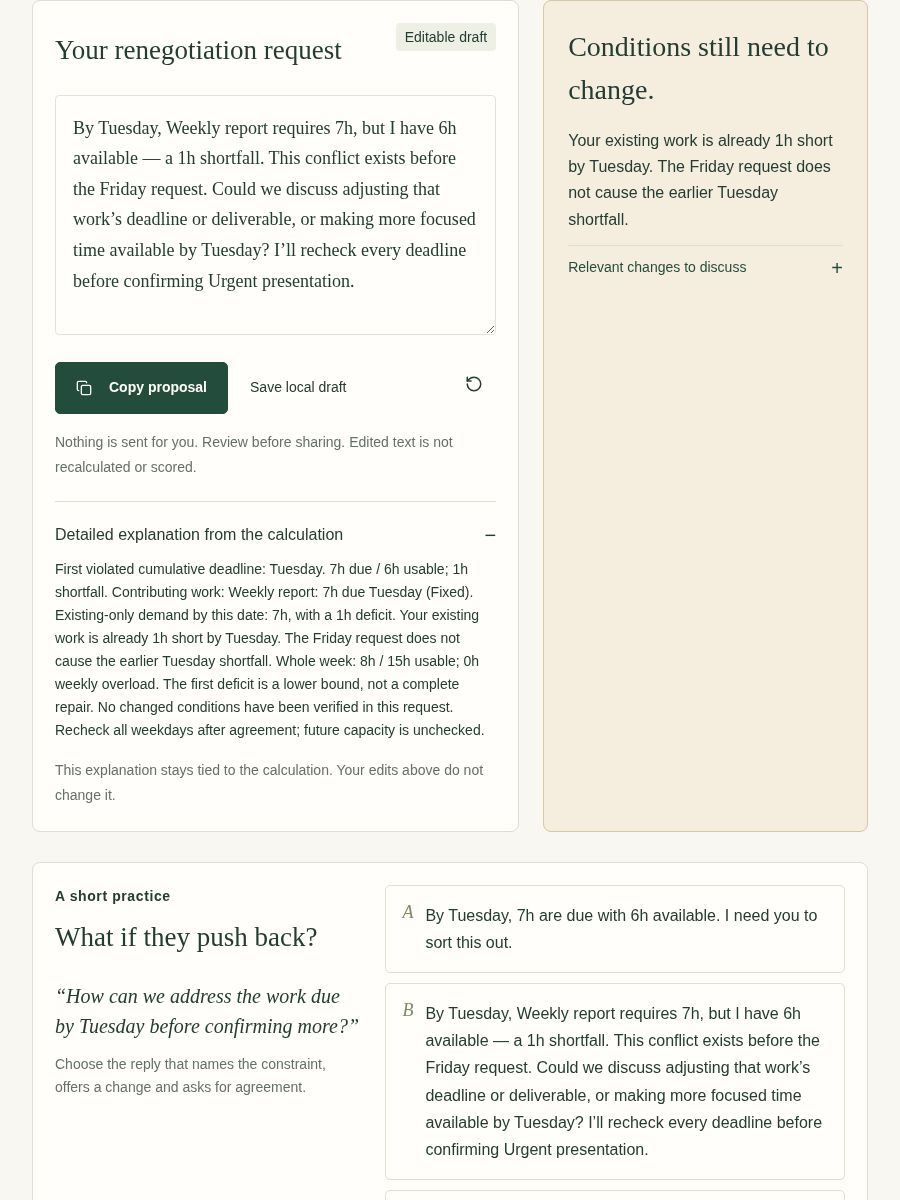 Your renegotiation request
Editable draft
By Tuesday, Weekly report requires 7h, but I have 6h
available — a 1h shortfall. This conflict exists before
the Friday request. Could we discuss adjusting that
work’s deadline or deliverable, or making more focused
time available by Tuesday? I’ll recheck every deadline
before confirming Urgent presentation.
Copy proposal
Save local draft
Nothing is sent for you. Review before sharing. Edited text is not
recalculated or scored.
Detailed explanation from the calculation
−
First violated cumulative deadline: Tuesday. 7h due / 6h usable; 1h
shortfall. Contributing work: Weekly report: 7h due Tuesday (Fixed).
Existing-only demand by this date: 7h, with a 1h deficit. Your existing
work is already 1h short by Tuesday. The Friday request does not
cause the earlier Tuesday shortfall. Whole week: 8h / 15h usable; 0h
weekly overload. The first deficit is a lower bound, not a complete
repair. No changed conditions have been verified in this request.
Recheck all weekdays after agreement; future capacity is unchecked.
This explanation stays tied to the calculation. Your edits above do not
change it.
Conditions still need to
change.
Your existing work is already 1h short
by Tuesday. The Friday request does
not cause the earlier Tuesday
shortfall.
Relevant changes to discuss
+
A short practice
What if they push back?
“How can we address the work due
by Tuesday before confirming more?”
Choose the reply that names the constraint,
offers a change and asks for agreement.
A
By Tuesday, 7h are due with 6h available. I need you to
sort this out.
B
By Tuesday, Weekly report requires 7h, but I have 6h
available — a 1h shortfall. This conflict exists before the
Friday request. Could we discuss adjusting that work’s
deadline or deliverable, or making more focused time
available by Tuesday? I’ll recheck every deadline before
confirming Urgent presentation.